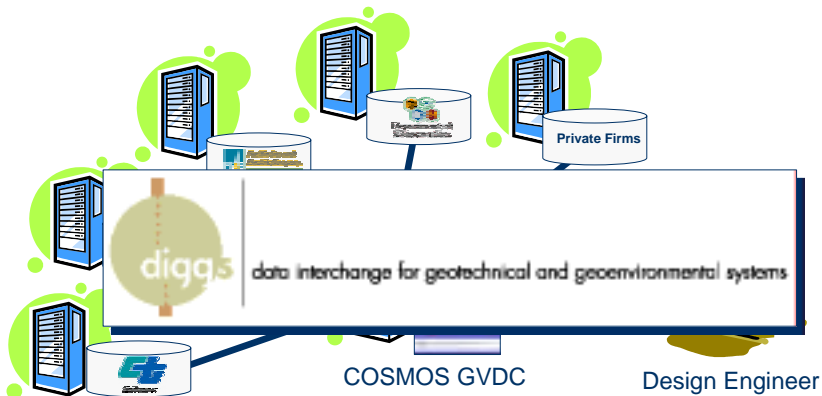 Private Firms
diggs
data interchange for geotechnical and geoenvironmental systems
COSMOS GVDC
Design Engineer